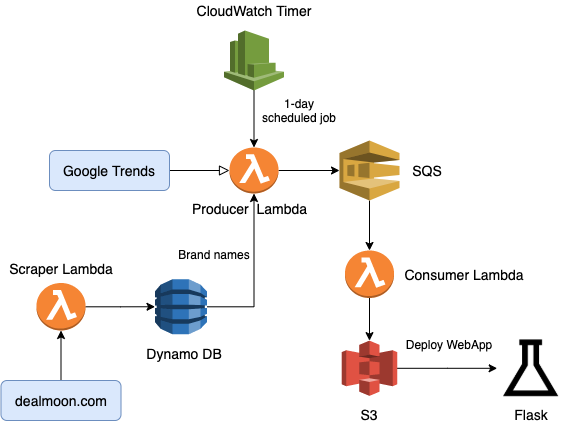 CloudWatch Timer
1-day
scheduled job
Google Trends
SQS
Producer Lambda
Brand names
Scraper Lambda
Consumer Lambda
Dynamo DB
Deploy WebApp
dealmoon.com
S3
Flask